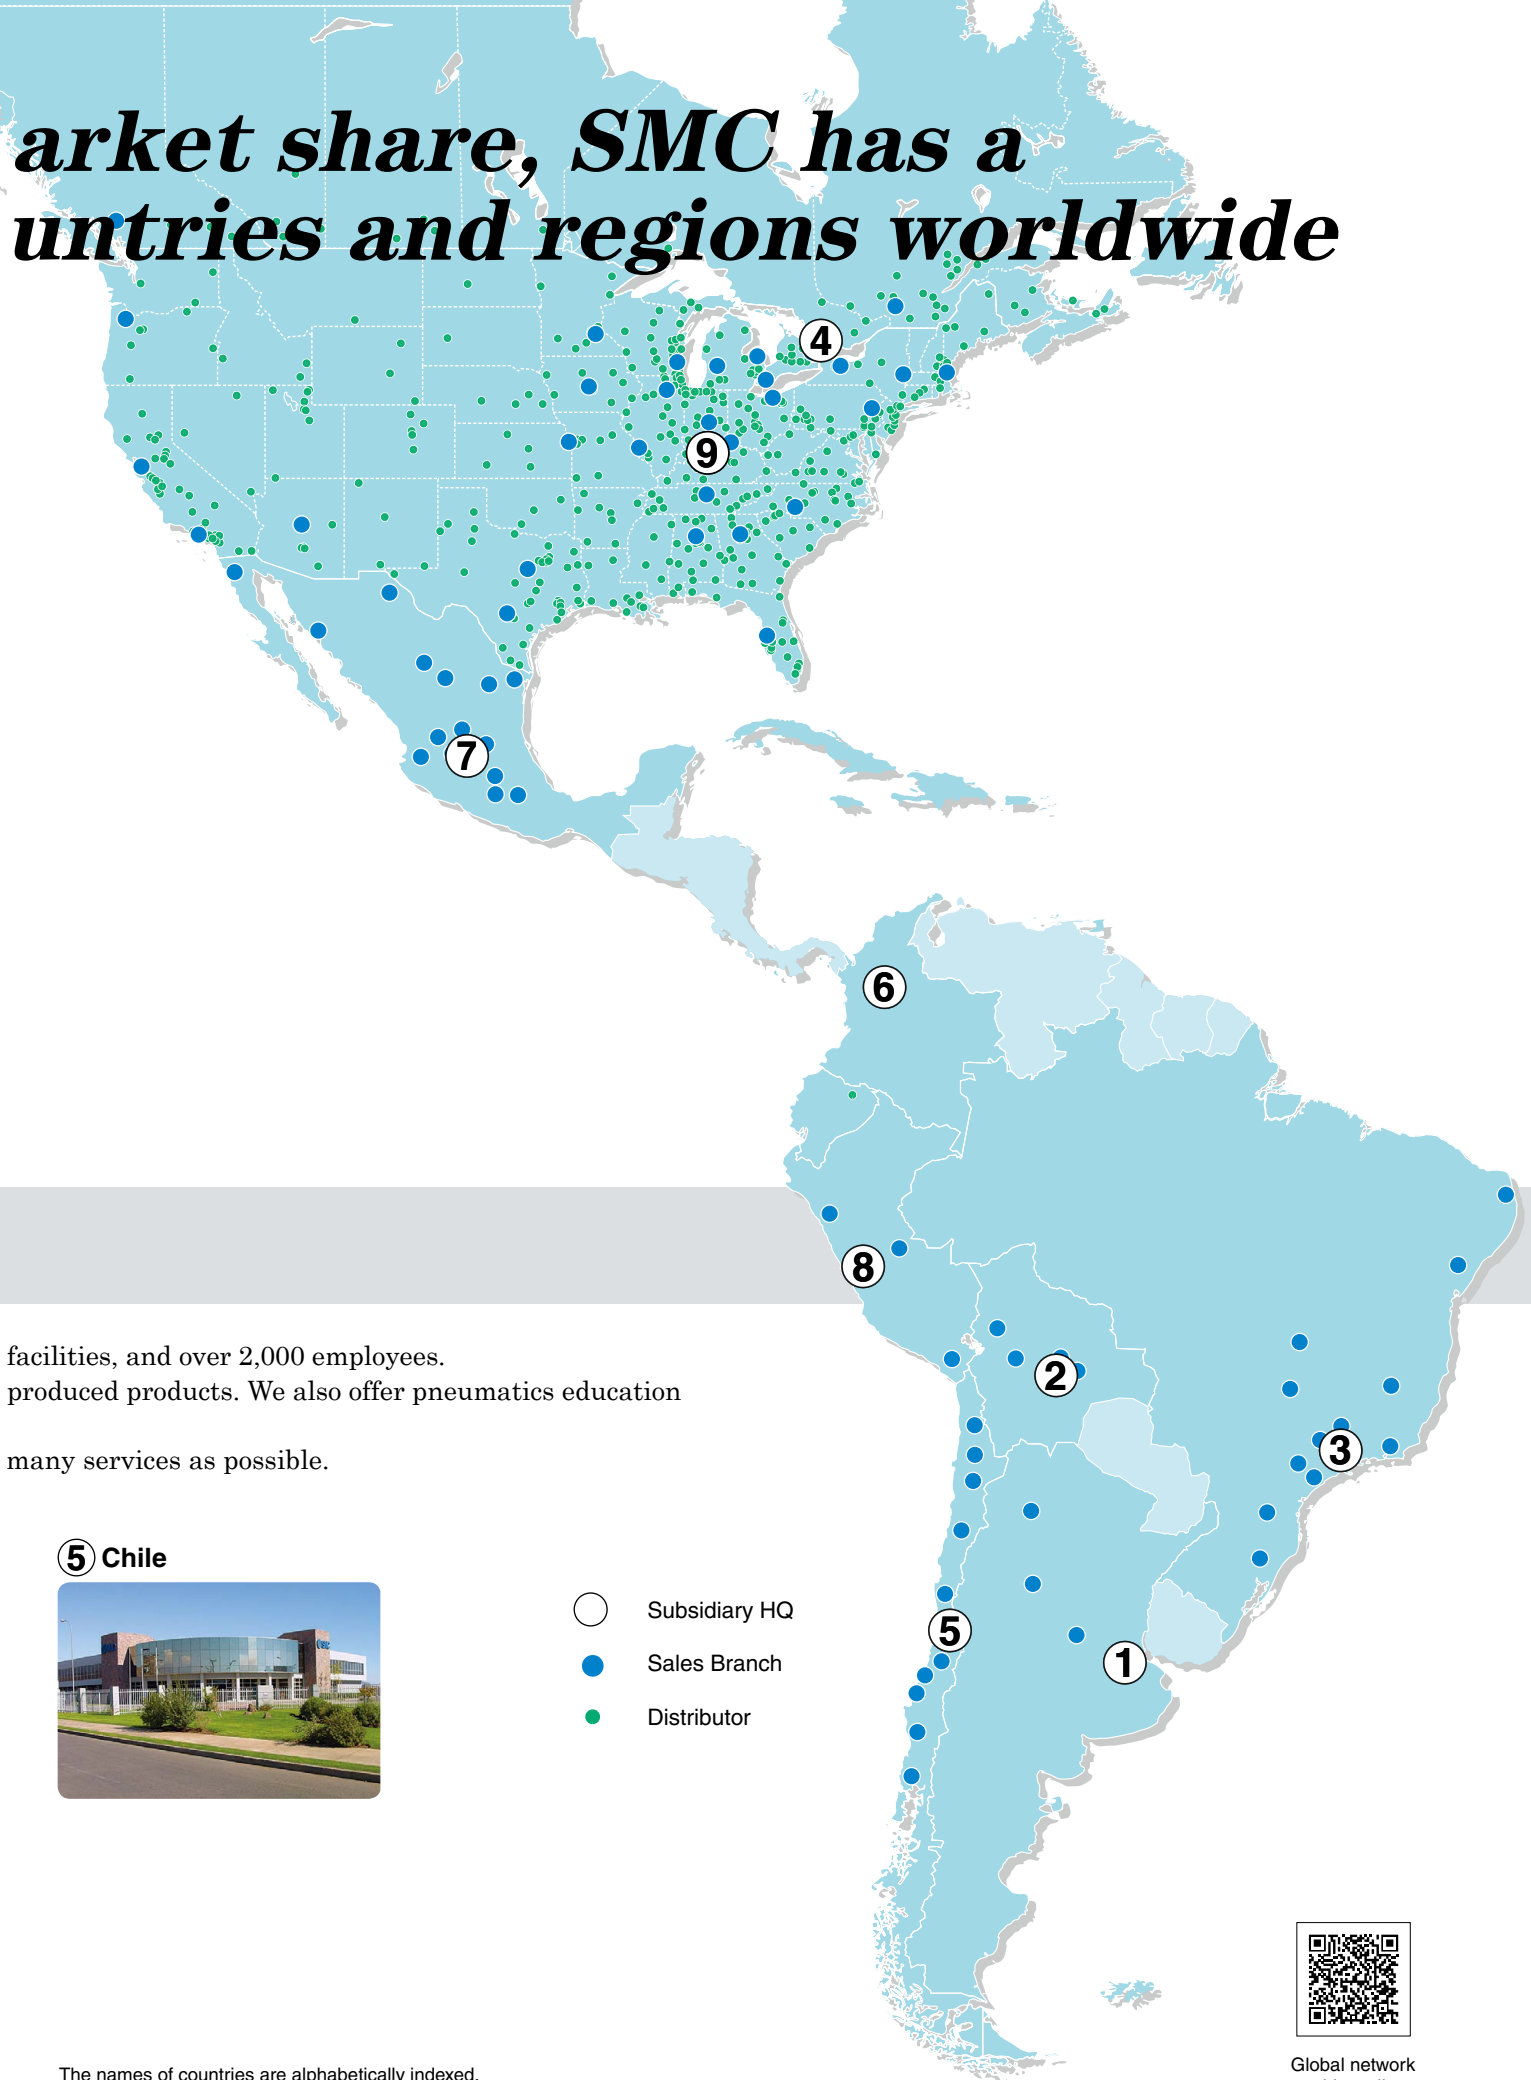 arket share, SMC has a
untries and regions worldwide
4
9
7
6
8
2
3
5
1
facilities, and over 2,000 employees.
produced products. We also offer pneumatics education
many services as possible.
5 Chile
Subsidiary HQ
Sales Branch
Distributor
Global network
The names of countries are alphabetically indexed.